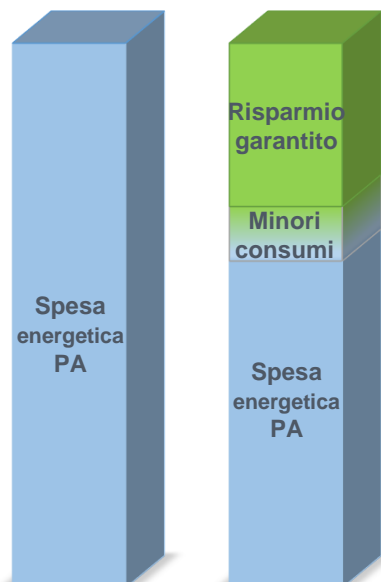 Spesa
energetica
PA
Risparmio
garantito
Minori
consumi
Spesa
energetica
PA